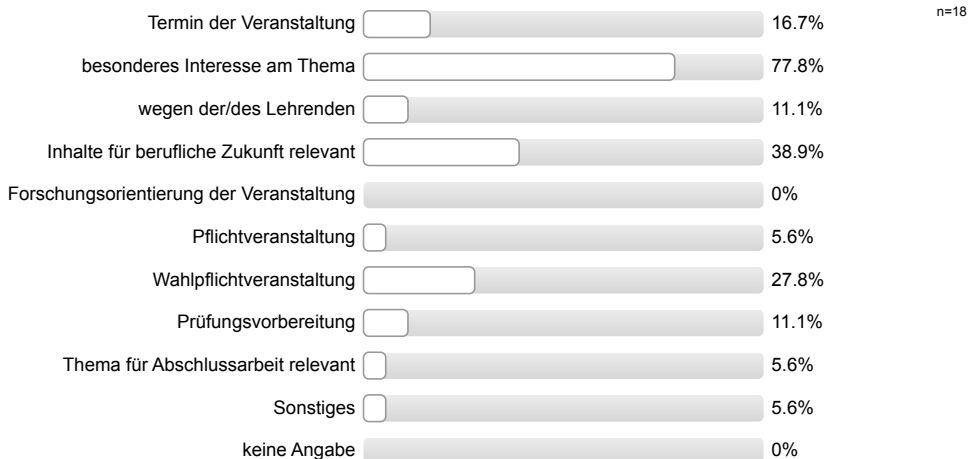 n=18
Termin der Veranstaltung 16.7%
besonderes Interesse am Thema 77.8%
wegen der/des Lehrenden 11.1%
Inhalte für berufliche Zukunft relevant 38.9%
Forschungsorientierung der Veranstaltung 0%
Pflichtveranstaltung 5.6%
Wahlpflichtveranstaltung 27.8%
Prüfungsvorbereitung 11.1%
Thema für Abschlussarbeit relevant 5.6%
Sonstiges 5.6%
keine Angabe 0%